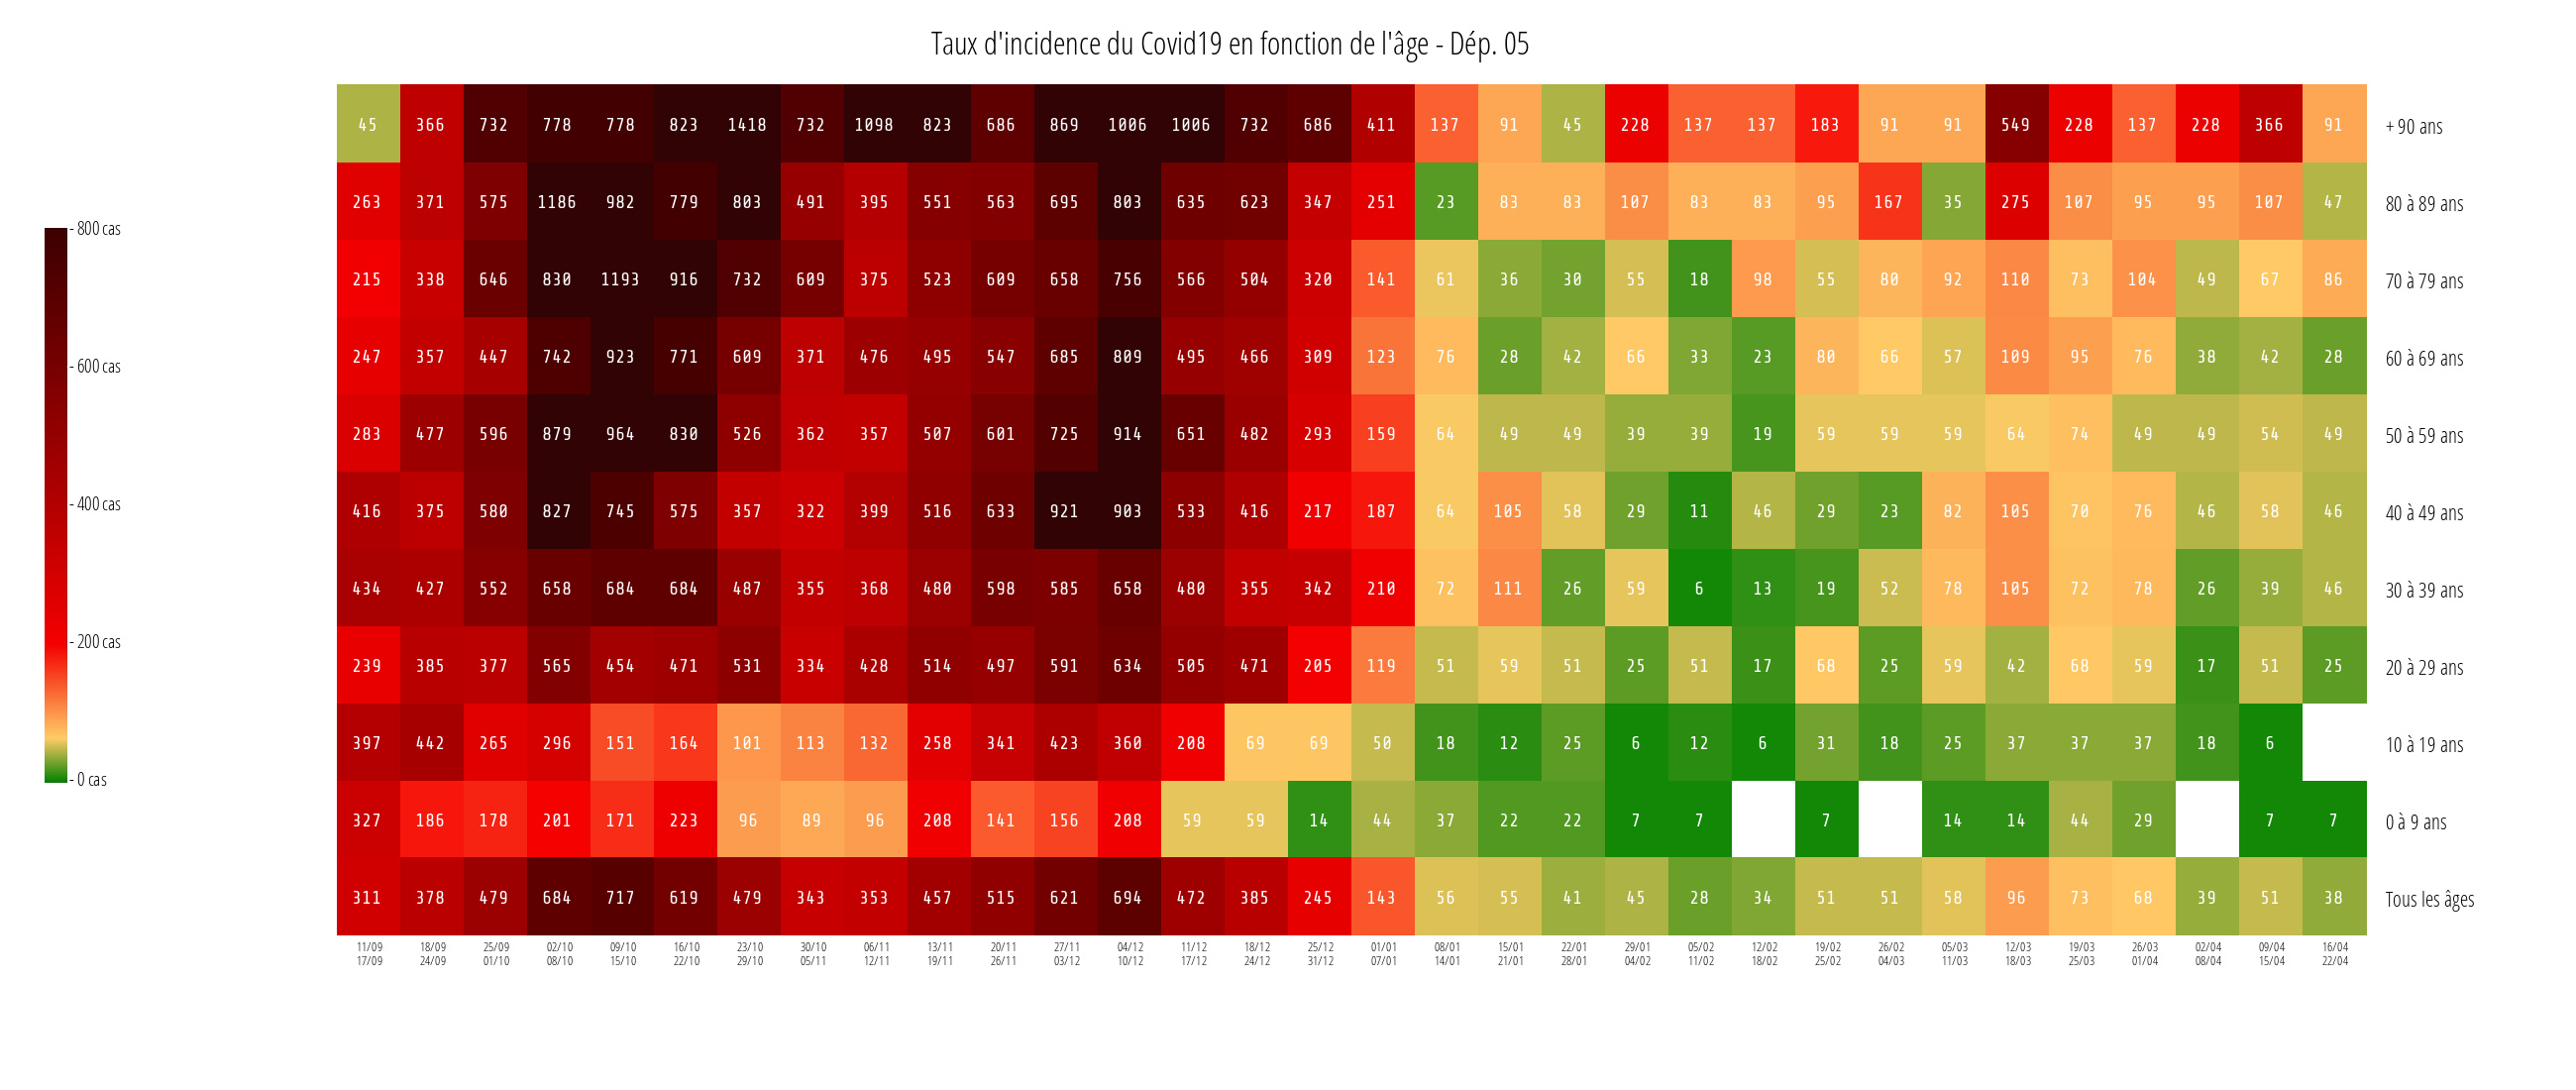 Taux d'incidence du Covid19 en fonction de l'âge - Dép. 05
- 800 cas
- 600 cas
- 400 cas
- 200 cas
- 0 cas
45 366 732 778 778 823 1418 732 1098 823 686 869 1006 1006 732 686 411 137 91 45 228 137 137 183 91 91 549 228 137 228 366 91 + 90 ans
263 371 575 1186 982 779 803 491 395 551 563 695 803 635 623 347 251 23 83 83 107 83 83 95 167 35 275 107 95 95 107 47 80 à 89 ans
215 338 646 830 1193 916 732 609 375 523 609 658 756 566 504 320 141 61 36 30 55 18 98 55 80 92 110 73 104 49 67 86 70 à 79 ans
247 357 447 742 923 771 609 371 476 495 547 685 809 495 466 309 123 76 28 42 66 33 23 80 66 57 109 95 76 38 42 28 60 à 69 ans
283 477 596 879 964 830 526 362 357 507 601 725 914 651 482 293 159 64 49 49 39 39 19 59 59 59 64 74 49 49 54 49 50 à 59 ans
416 375 580 827 745 575 357 322 399 516 633 921 903 533 416 217 187 64 105 58 29 11 46 29 23 82 105 70 76 46 58 46 40 à 49 ans
434 427 552 658 684 684 487 355 368 480 598 585 658 480 355 342 210 72 111 26 59 6 13 19 52 78 105 72 78 26 39 46 30 à 39 ans
239 385 377 565 454 471 531 334 428 514 497 591 634 505 471 205 119 51 59 51 25 51 17 68 25 59 42 68 59 17 51 25 20 à 29 ans
397 442 265 296 151 164 101 113 132 258 341 423 360 208 69 69 50 18 12 25 6 12 6 31 18 25 37 37 37 18 6 10 à 19 ans
327 186 178 201 171 223 96 89 96 208 141 156 208 59 59 14 44 37 22 22 7 7 7 14 14 44 29 7 7 0 à 9 ans
311 378 479 684 717 619 479 343 353 457 515 621 694 472 385 245 143 56 55 41 45 28 34 51 51 58 96 73 68 39 51 38 Tous les âges
11/09 18/09 25/09 02/10 09/10 16/10 23/10 30/10 06/11 13/11 20/11 27/11 04/12 11/12 18/12 25/12 01/01 08/01 15/01 22/01 29/01 05/02 12/02 19/02 26/02 05/03 12/03 19/03 26/03 02/04 09/04 16/04
17/09 24/09 01/10 08/10 15/10 22/10 29/10 05/11 12/11 19/11 26/11 03/12 10/12 17/12 24/12 31/12 07/01 14/01 21/01 28/01 04/02 11/02 18/02 25/02 04/03 11/03 18/03 25/03 01/04 08/04 15/04 22/04